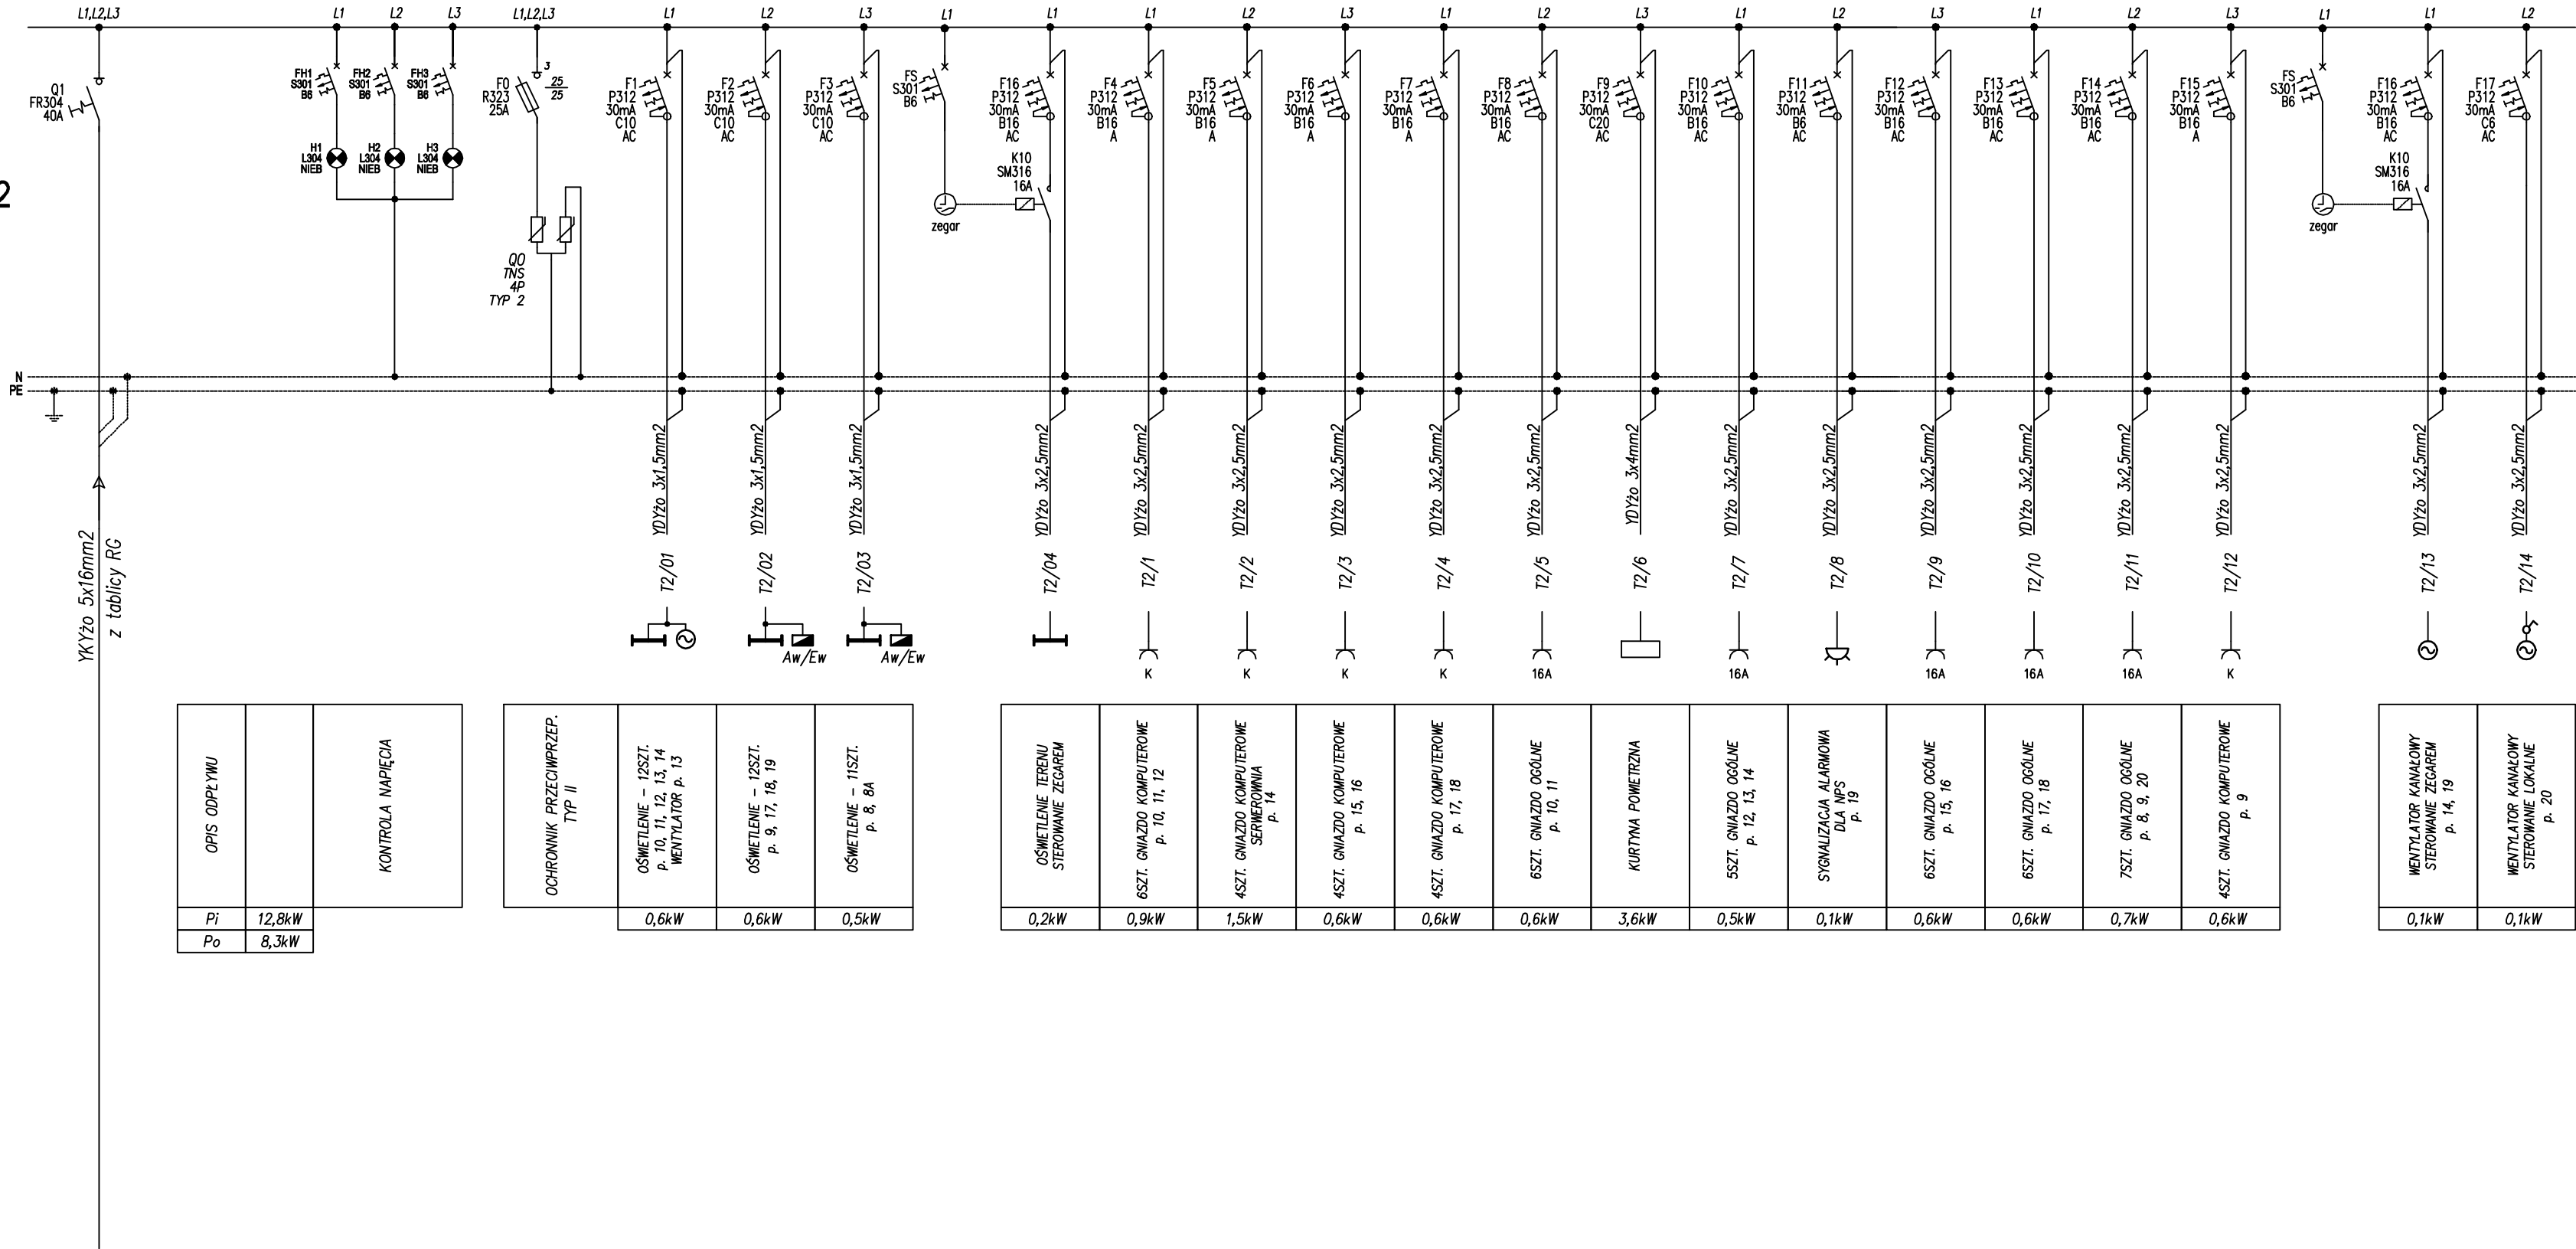 L1,L2,L3
L1
L2
L3
L1,L2,L3
L1
L2
L3
L1
L1
L1
L2
L3
L1
L2
L3
L1
L2
L3
L1
L2
L3
L1
L1
L2
Q1
FR304
40A
FH1
S301
B6
FH2
S301
B6
FH3
S301
B6
H1
L304
NIEB
H2
L304
NIEB
H3
L304
NIEB
F0
R323
25A
3
25
25
Q0
TNS
4P
TYP 2
F1
P312
30mA
C10
AC
F2
P312
30mA
C10
AC
F3
P312
30mA
C10
AC
FS
S301
B6
zegar
F16
P312
30mA
B16
AC
K10
SM316
16A
F4
P312
30mA
B16
A
F5
P312
30mA
B16
A
F6
P312
30mA
B16
A
F7
P312
30mA
B16
A
F8
P312
30mA
B16
AC
F9
P312
30mA
C20
AC
F10
P312
30mA
B16
AC
F11
P312
30mA
B6
AC
F12
P312
30mA
B16
AC
F13
P312
30mA
B16
AC
F14
P312
30mA
B16
AC
F15
P312
30mA
B16
A
FS
S301
B6
zegar
F16
P312
30mA
B16
AC
K10
SM316
16A
F17
P312
30mA
C6
AC
2
N
PE
YKYżo 5x16mm2
z tablicy RG
YDYżo 3x1,5mm2
YDYżo 3x1,5mm2
YDYżo 3x1,5mm2
YDYżo 3x2,5mm2
YDYżo 3x2,5mm2
YDYżo 3x2,5mm2
YDYżo 3x2,5mm2
YDYżo 3x2,5mm2
YDYżo 3x2,5mm2
YDYżo 3x4mm2
YDYżo 3x2,5mm2
YDYżo 3x2,5mm2
YDYżo 3x2,5mm2
YDYżo 3x2,5mm2
YDYżo 3x2,5mm2
YDYżo 3x2,5mm2
YDYżo 3x2,5mm2
YDYżo 3x2,5mm2
T2/01
T2/02
T2/03
T2/04
T2/1
T2/2
T2/3
T2/4
T2/5
T2/6
T2/7
T2/8
T2/9
T2/10
T2/11
T2/12
T2/13
T2/14
Aw/Ew
Aw/Ew
K
K
K
K
16A
16A
16A
16A
16A
K
OPIS ODPŁYWU
KONTROLA NAPIĘCIA
OCHRONNIK PRZECIWPRZEP.
TYP II
OŚWIETLENIE – 12SZT.
p. 10, 11, 12, 13, 14
WENTYLATOR p. 13
OŚWIETLENIE – 12SZT.
p. 9, 17, 18, 19
OŚWIETLENIE – 11SZT.
p. 8, 8A
OŚWIETLENIE TERENU
STEROWANIE ZEGAREM
6SZT. GNIAZDO KOMPUTEROWE
p. 10, 11, 12
4SZT. GNIAZDO KOMPUTEROWE
SERWEROWNIA
p. 14
4SZT. GNIAZDO KOMPUTEROWE
p. 15, 16
4SZT. GNIAZDO KOMPUTEROWE
p. 17, 18
6SZT. GNIAZDO OGÓLNE
p. 10, 11
KURTYNA POWIETRZNA
5SZT. GNIAZDO OGÓLNE
p. 12, 13, 14
SYGNALIZACJA ALARMOWA
DLA NPS
p. 19
6SZT. GNIAZDO OGÓLNE
p. 15, 16
6SZT. GNIAZDO OGÓLNE
p. 17, 18
7SZT. GNIAZDO OGÓLNE
p. 8, 9, 20
4SZT. GNIAZDO KOMPUTEROWE
p. 9
WENTYLATOR KANAŁOWY
STEROWANIE ZEGAREM
p. 14, 19
WENTYLATOR KANAŁOWY
STEROWANIE LOKALNE
p. 20
Pi 12,8kW
0,6kW 0,6kW 0,5kW
0,2kW 0,9kW 1,5kW 0,6kW 0,6kW 0,6kW 3,6kW 0,5kW 0,1kW 0,6kW 0,6kW 0,7kW 0,6kW
0,1kW 0,1kW
Po 8,3kW